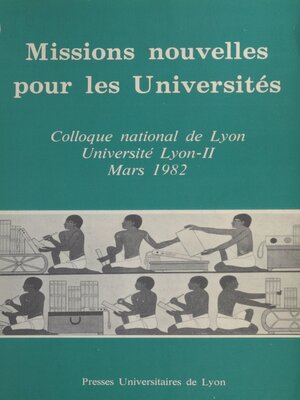 Missions nouvelles
pour les Universités
Colloque national de Lyon
Université Lyon-II
Mars 1982
Presses Universitaires de Lyon